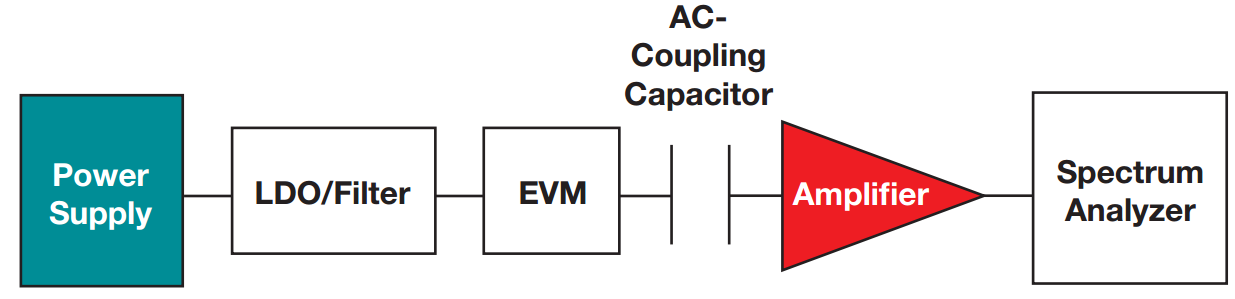 AC-
Coupling
Capacitor
Power
Supply
LDO/Filter
EVM
Amplifier
Spectrum
Analyzer